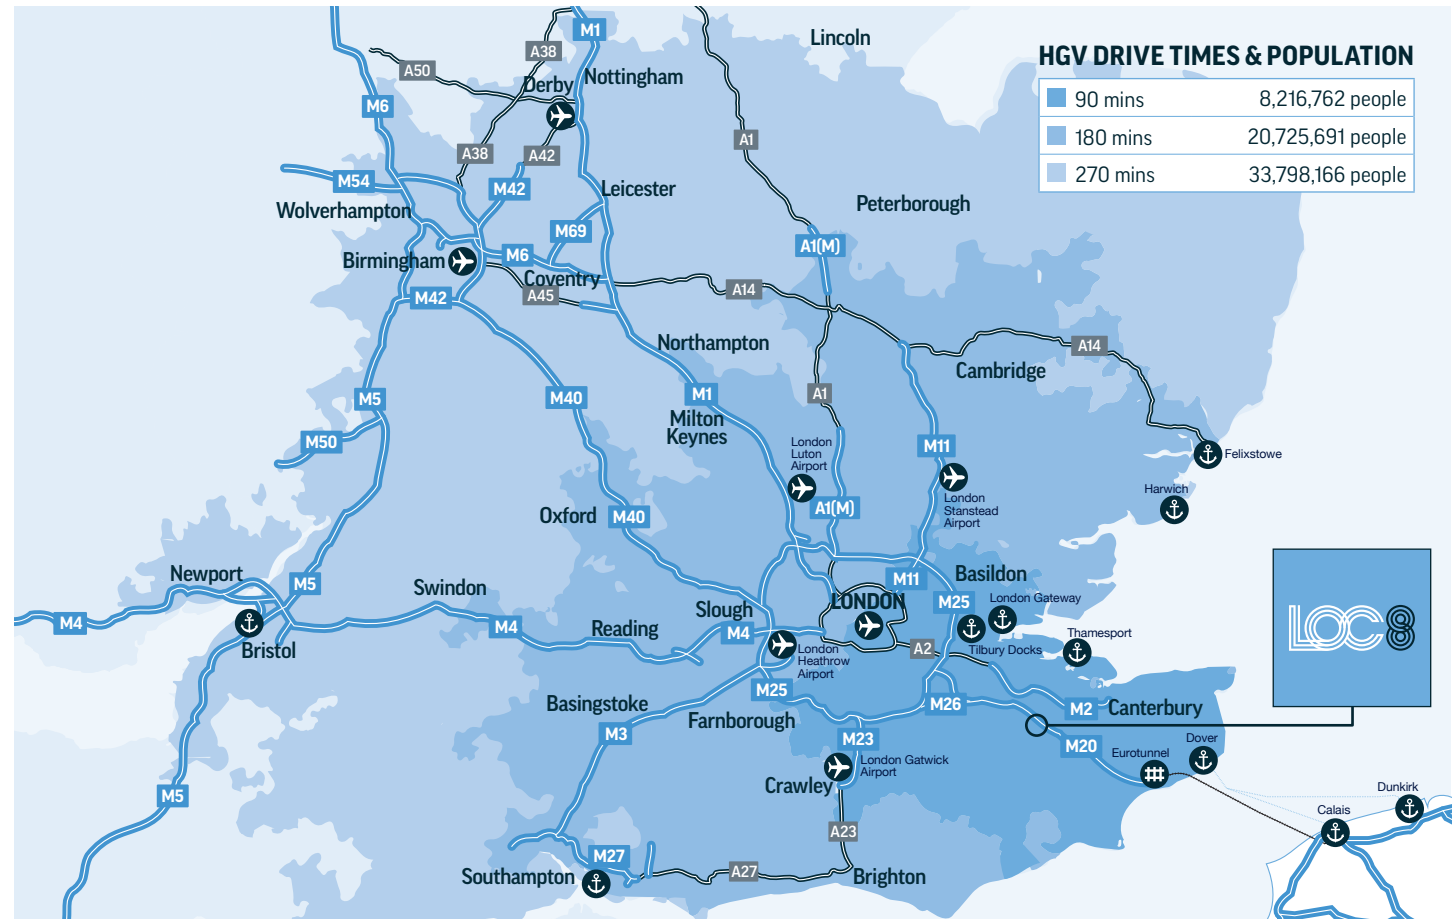 HGV DRIVE TIMES & POPULATION
90 mins 8,216,762 people
180 mins 20,725,691 people
270 mins 33,798,166 people
M1
Lincoln
A38
A50
Nottingham
Derby
M6
A1
A38
A42
M54
M42
Leicester
Wolverhampton
Peterborough
M69
A1(M)
Birmingham
M6
Coventry
M42
A45
A14
Northampton
A14
Cambridge
M5
M40
M1
A1
Milton
Keynes
M50
London
Luton
Airport
M11
Felixstowe
Harwich
London
Stanstead
Airport
Oxford
M40
A1(M)
Newport
M5
Swindon
M11
Basildon
M25
London Gateway
LONDON
Slough
M4
M4
Reading
M4
Thamesport
Bristol
London
Heathrow
Airport
A2
Tilbury Docks
LOC8
M25
M26
M2
Canterbury
Basingstoke
Farnborough
M3
M23
M20
Dover
Eurotunnel
London Gatwick
Airport
Crawley
M5
Dunkirk
Calais
A23
M27
Southampton
A27
Brighton